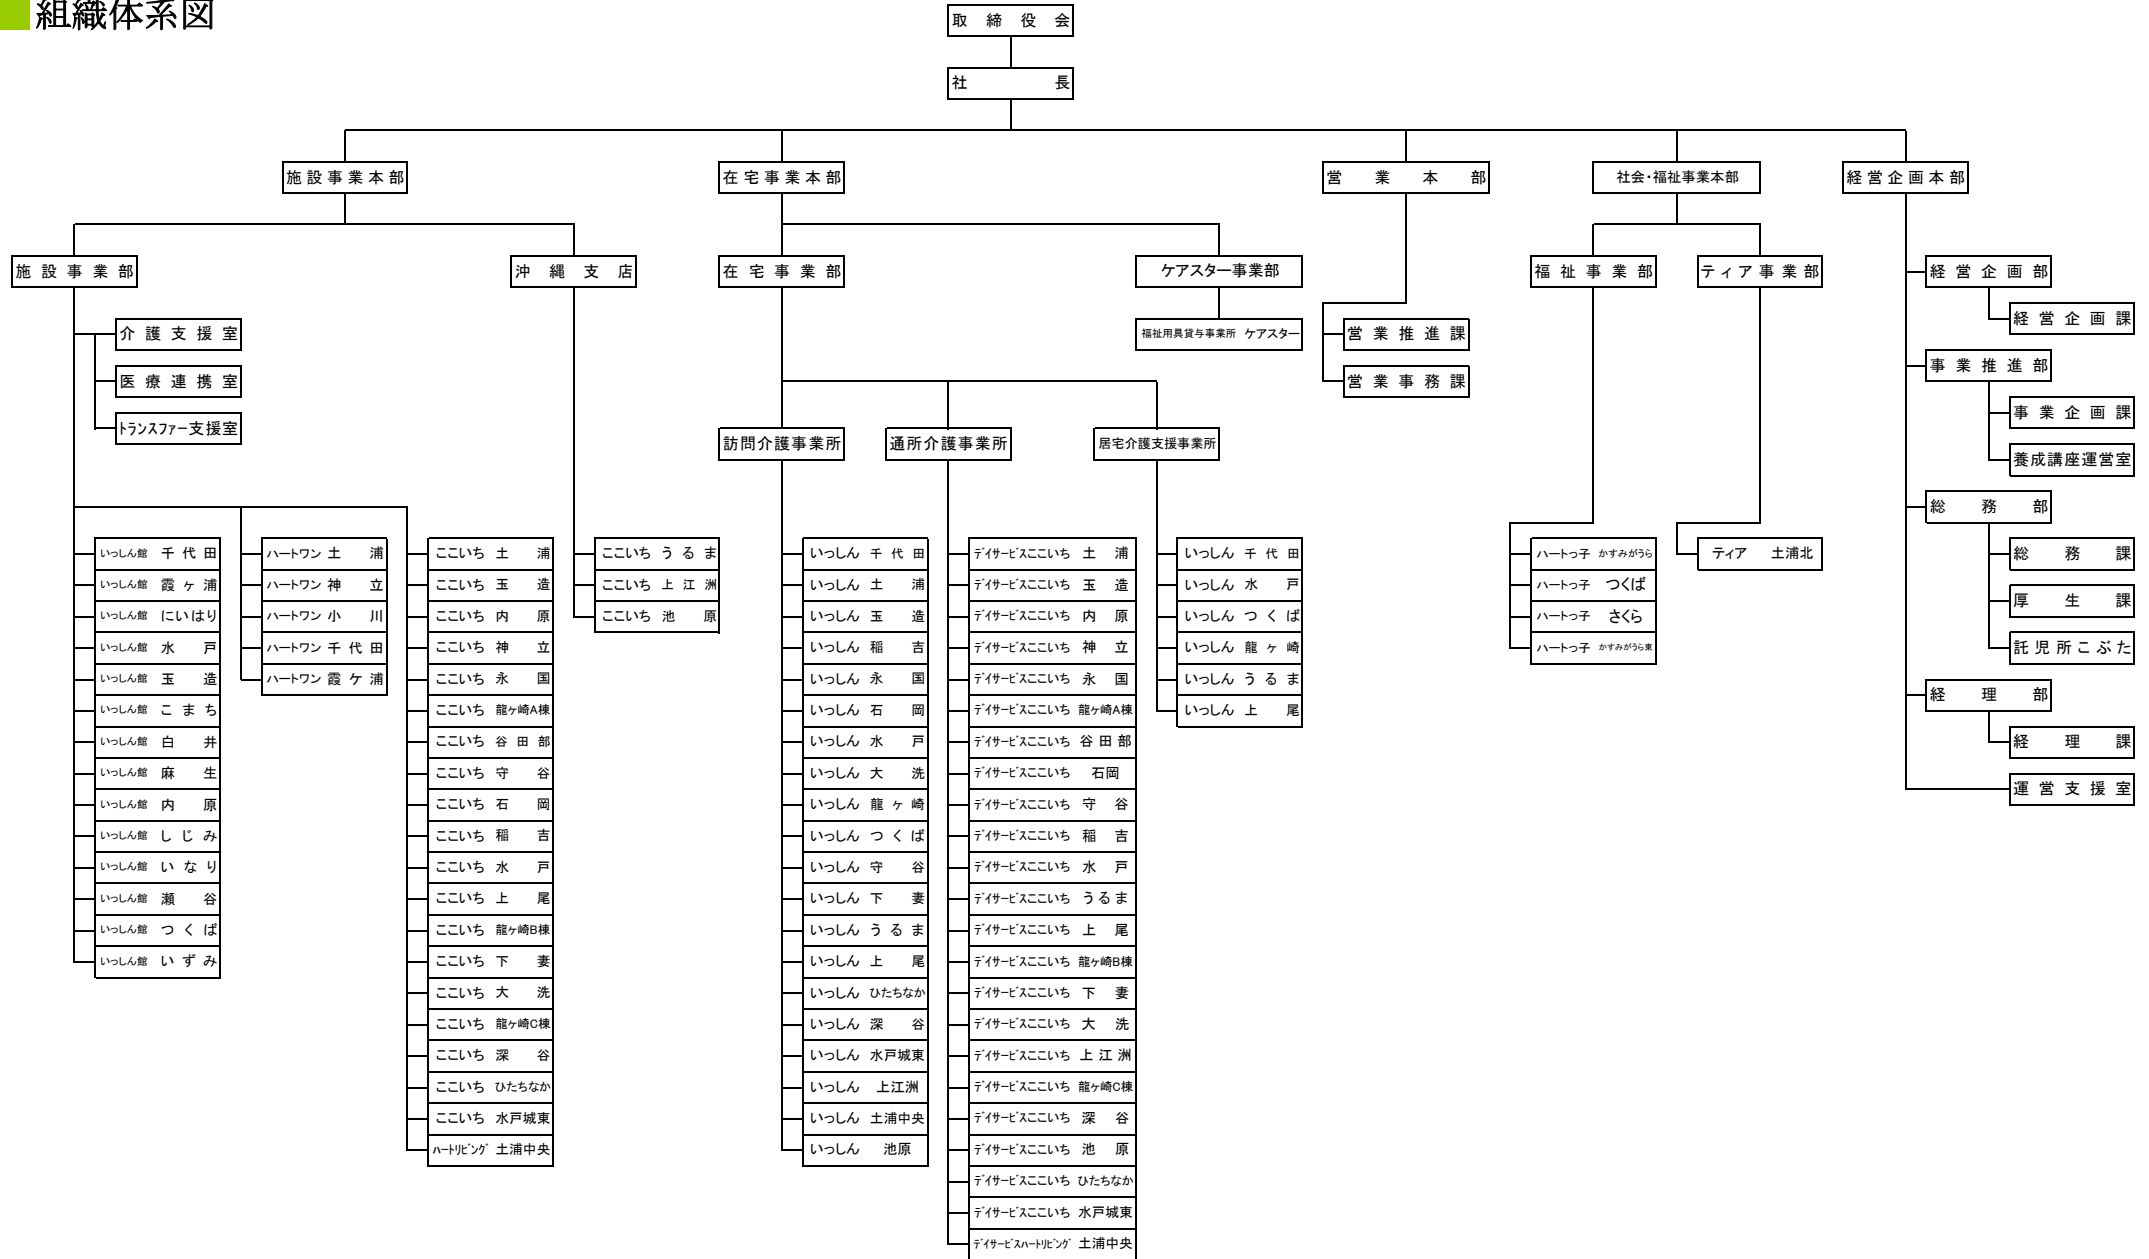 組織体系図
取締役会
社長
施設事業本部
在宅事業本部
営業本部
社会・福祉事業本部
経営企画本部
施設事業部
沖縄支店
在宅事業部
ケアスター事業部
福祉事業部
ティア事業部
経営企画部
経営企画課
介護支援室
医療連携室
トランスファー支援室
福祉用具貸与事業所 ケアスター
営業推進課
営業事務課
事業推進部
事業企画課
養成講座運営室
訪問介護事業所
通所介護事業所
居宅介護支援事業所
総務部
総務課
厚生課
託児所こぶた
経理部
経理課
運営支援室
いっしん館 千代田
いっしん館 霞ヶ浦
いっしん館 にいはり
いっしん館 水戸
いっしん館 玉造
いっしん館 こまち
いっしん館 白井
いっしん館 麻生
いっしん館 内原
いっしん館 しじみ
いっしん館 いなり
いっしん館 瀬谷
いっしん館 つくば
いっしん館 いずみ
ハートワン 土浦
ハートワン 神立
ハートワン 小川
ハートワン 千代田
ハートワン 霞ケ浦
ここいち 土浦
ここいち 玉造
ここいち 内原
ここいち 神立
ここいち 永国
ここいち 龍ヶ崎A棟
ここいち 谷田部
ここいち 守谷
ここいち 石岡
ここいち 稲吉
ここいち 水戸
ここいち 上尾
ここいち 龍ヶ崎B棟
ここいち 下妻
ここいち 大洗
ここいち 龍ヶ崎C棟
ここいち 深谷
ここいち ひたちなか
ここいち 水戸城東
ハートリビング 土浦中央
ここいち うるま
ここいち 上江洲
ここいち 池原
いっしん 千代田
いっしん 土浦
いっしん 玉造
いっしん 稲吉
いっしん 永国
いっしん 石岡
いっしん 水戸
いっしん 大洗
いっしん 龍ヶ崎
いっしん つくば
いっしん 守谷
いっしん 下妻
いっしん うるま
いっしん 上尾
いっしん ひたちなか
いっしん 深谷
いっしん 水戸城東
いっしん 上江洲
いっしん 土浦中央
いっしん 池原
デイサービスここいち 土浦
デイサービスここいち 玉造
デイサービスここいち 内原
デイサービスここいち 神立
デイサービスここいち 永国
デイサービスここいち 龍ヶ崎A棟
デイサービスここいち 谷田部
デイサービスここいち 石岡
デイサービスここいち 守谷
デイサービスここいち 稲吉
デイサービスここいち 水戸
デイサービスここいち うるま
デイサービスここいち 上尾
デイサービスここいち 龍ヶ崎B棟
デイサービスここいち 下妻
デイサービスここいち 大洗
デイサービスここいち 上江洲
デイサービスここいち 龍ヶ崎C棟
デイサービスここいち 深谷
デイサービスここいち 池原
デイサービスここいち ひたちなか
デイサービスここいち 水戸城東
デイサービスハートリビング 土浦中央
いっしん 千代田
いっしん 水戸
いっしん つくば
いっしん 龍ヶ崎
いっしん うるま
いっしん 上尾
ハートっ子 かすみがうら
ハートっ子 つくば
ハートっ子 さくら
ハートっ子 かすみがうら東
ティア 土浦北